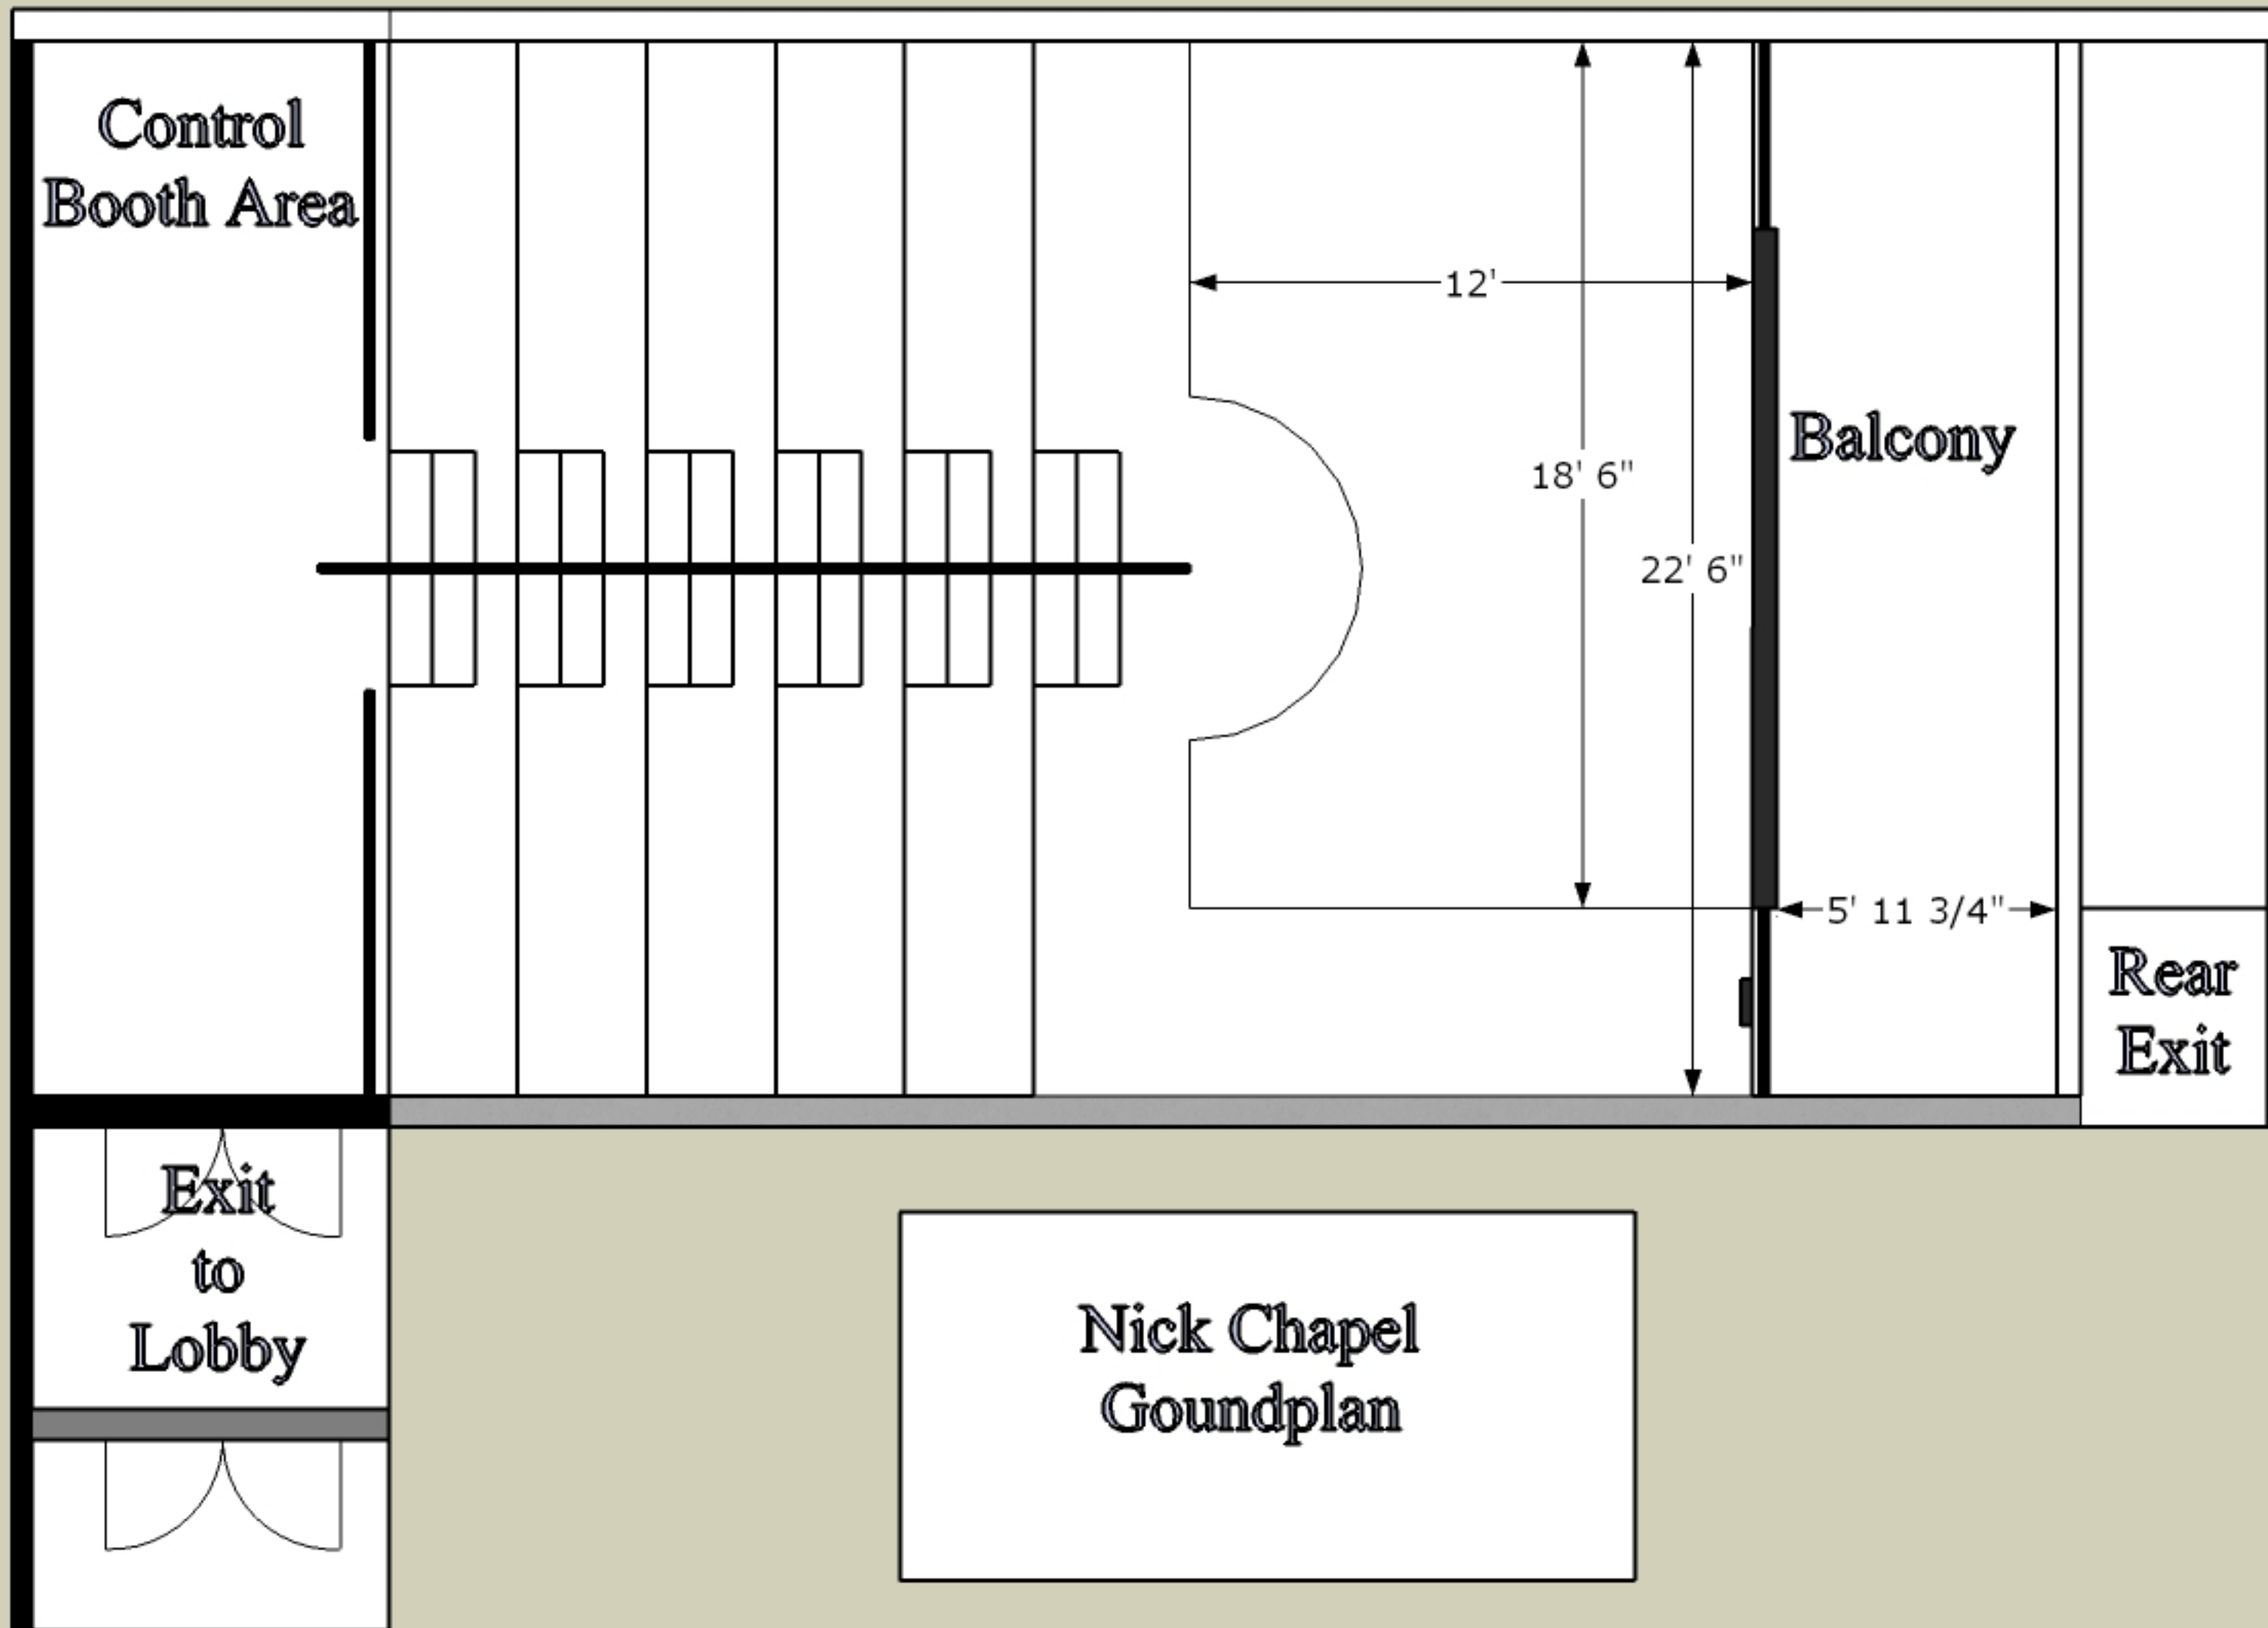 Control
Booth Area
12'
Balcony
18' 6"
22' 6"
5' 11 3/4"
Rear
Exit
Exit
to
Lobby
Nick Chapel
Goundplan